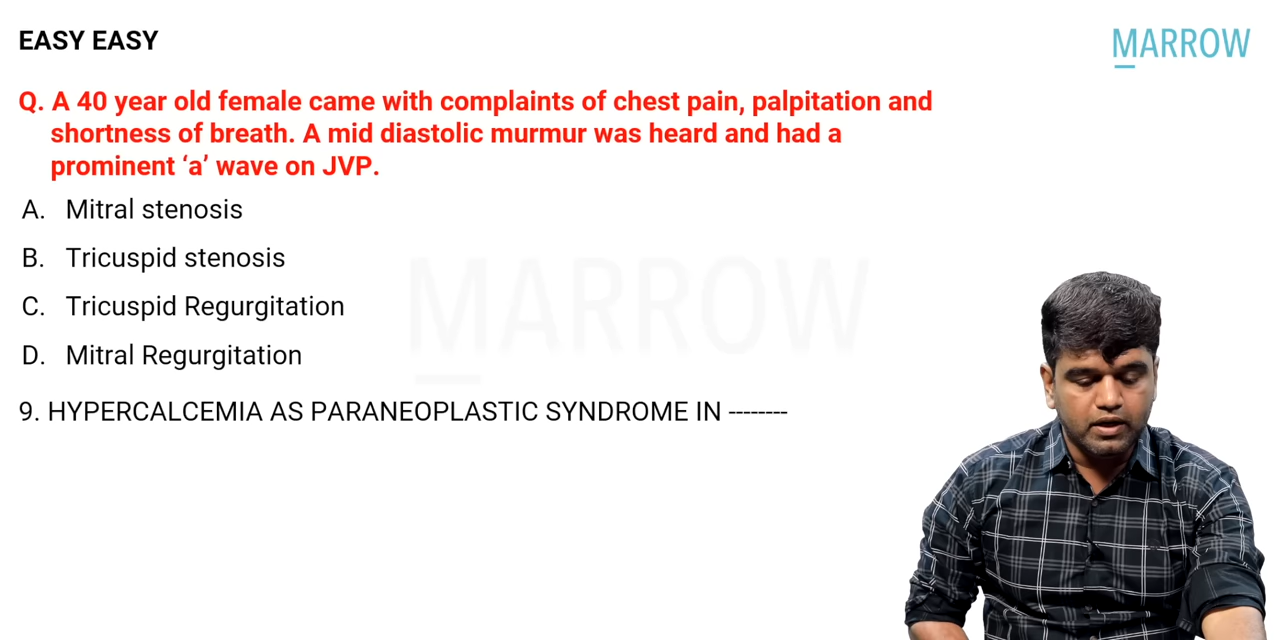 EASY EASY
MARROW
Q. A 40 year old female came with complaints of chest pain, palpitation and
shortness of breath. A mid diastolic murmur was heard and had a
prominent ‘a’ wave on JVP.
A. Mitral stenosis
B. Tricuspid stenosis
C. Tricuspid Regurgitation
D. Mitral Regurgitation
MARROW
9. HYPERCALCEMIA AS PARANEOPLASTIC SYNDROME IN --------